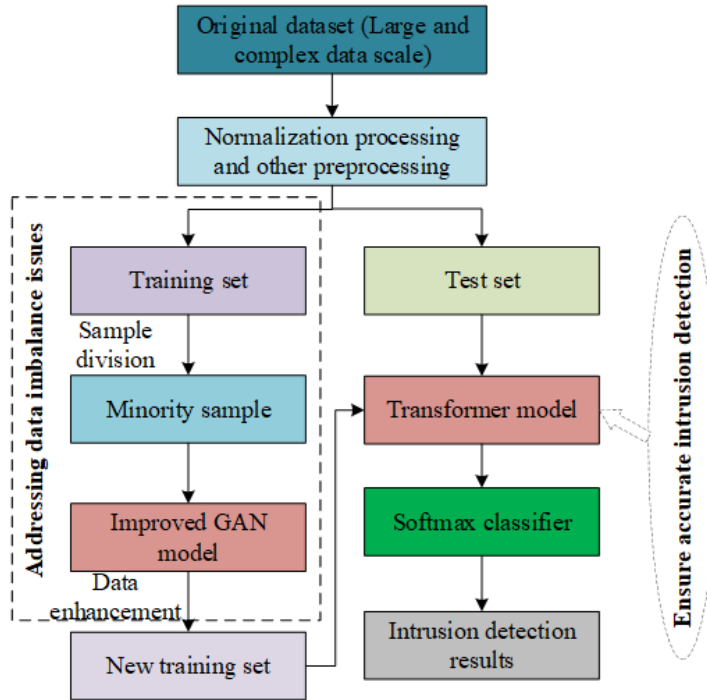 Original dataset (Large and
complex data scale)
Normalization processing
and other preprocessing
Addressing data imbalance issues
Training set
Test set
Sample
division
Minority sample
Transformer model
Improved GAN
model
Softmax classifier
Data
enhancement
New training set
Intrusion detection
results
Ensure accurate intrusion detection